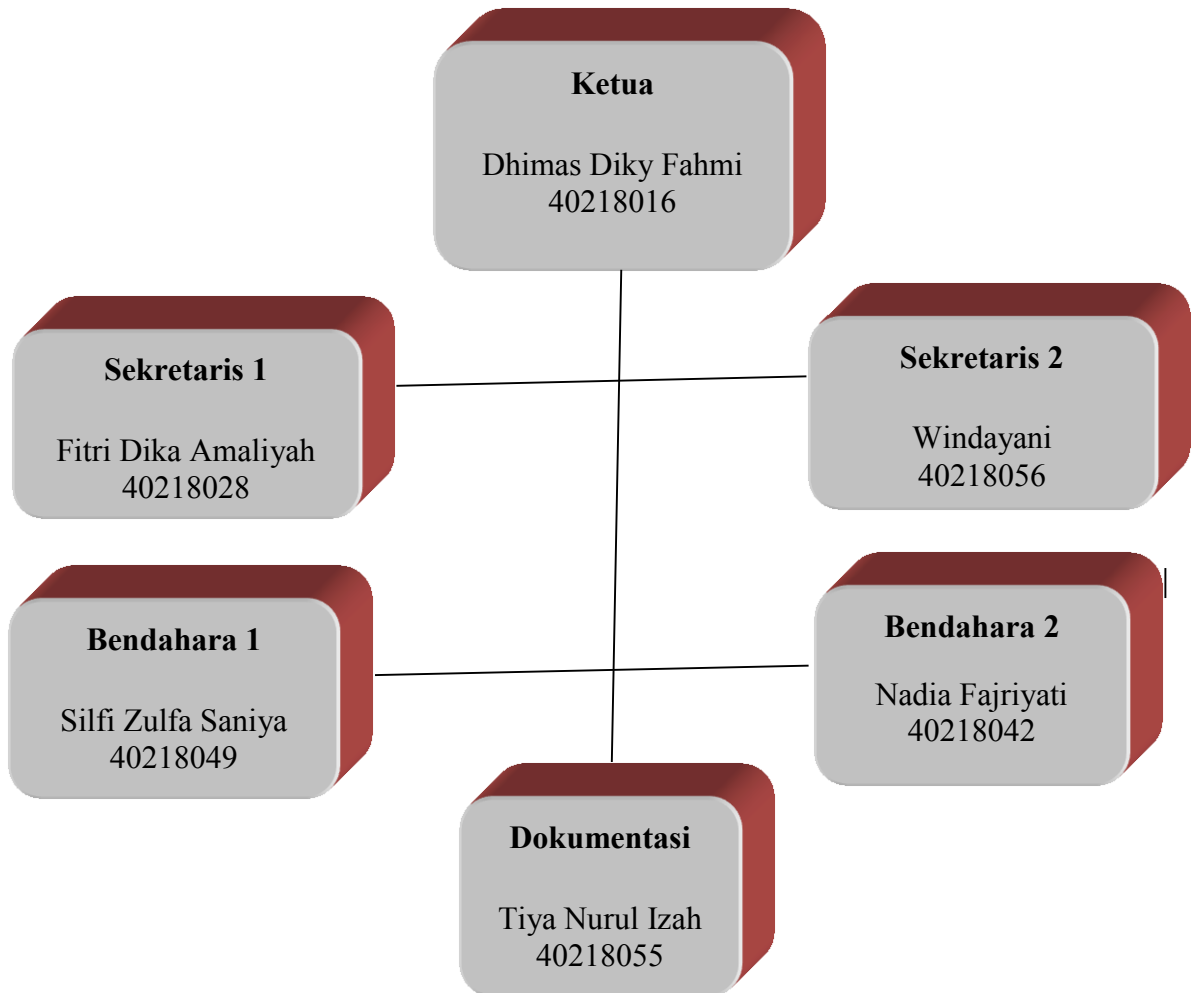 Ketua
Dhimas Diky Fahmi
40218016
Sekretaris 1
Fitri Dika Amaliyah
40218028
Sekretaris 2
Windayani
40218056
Bendahara 1
Silfi Zulfa Saniya
40218049
Bendahara 2
Nadia Fajriyati
40218042
Dokumentasi
Tiya Nurul Izah
40218055